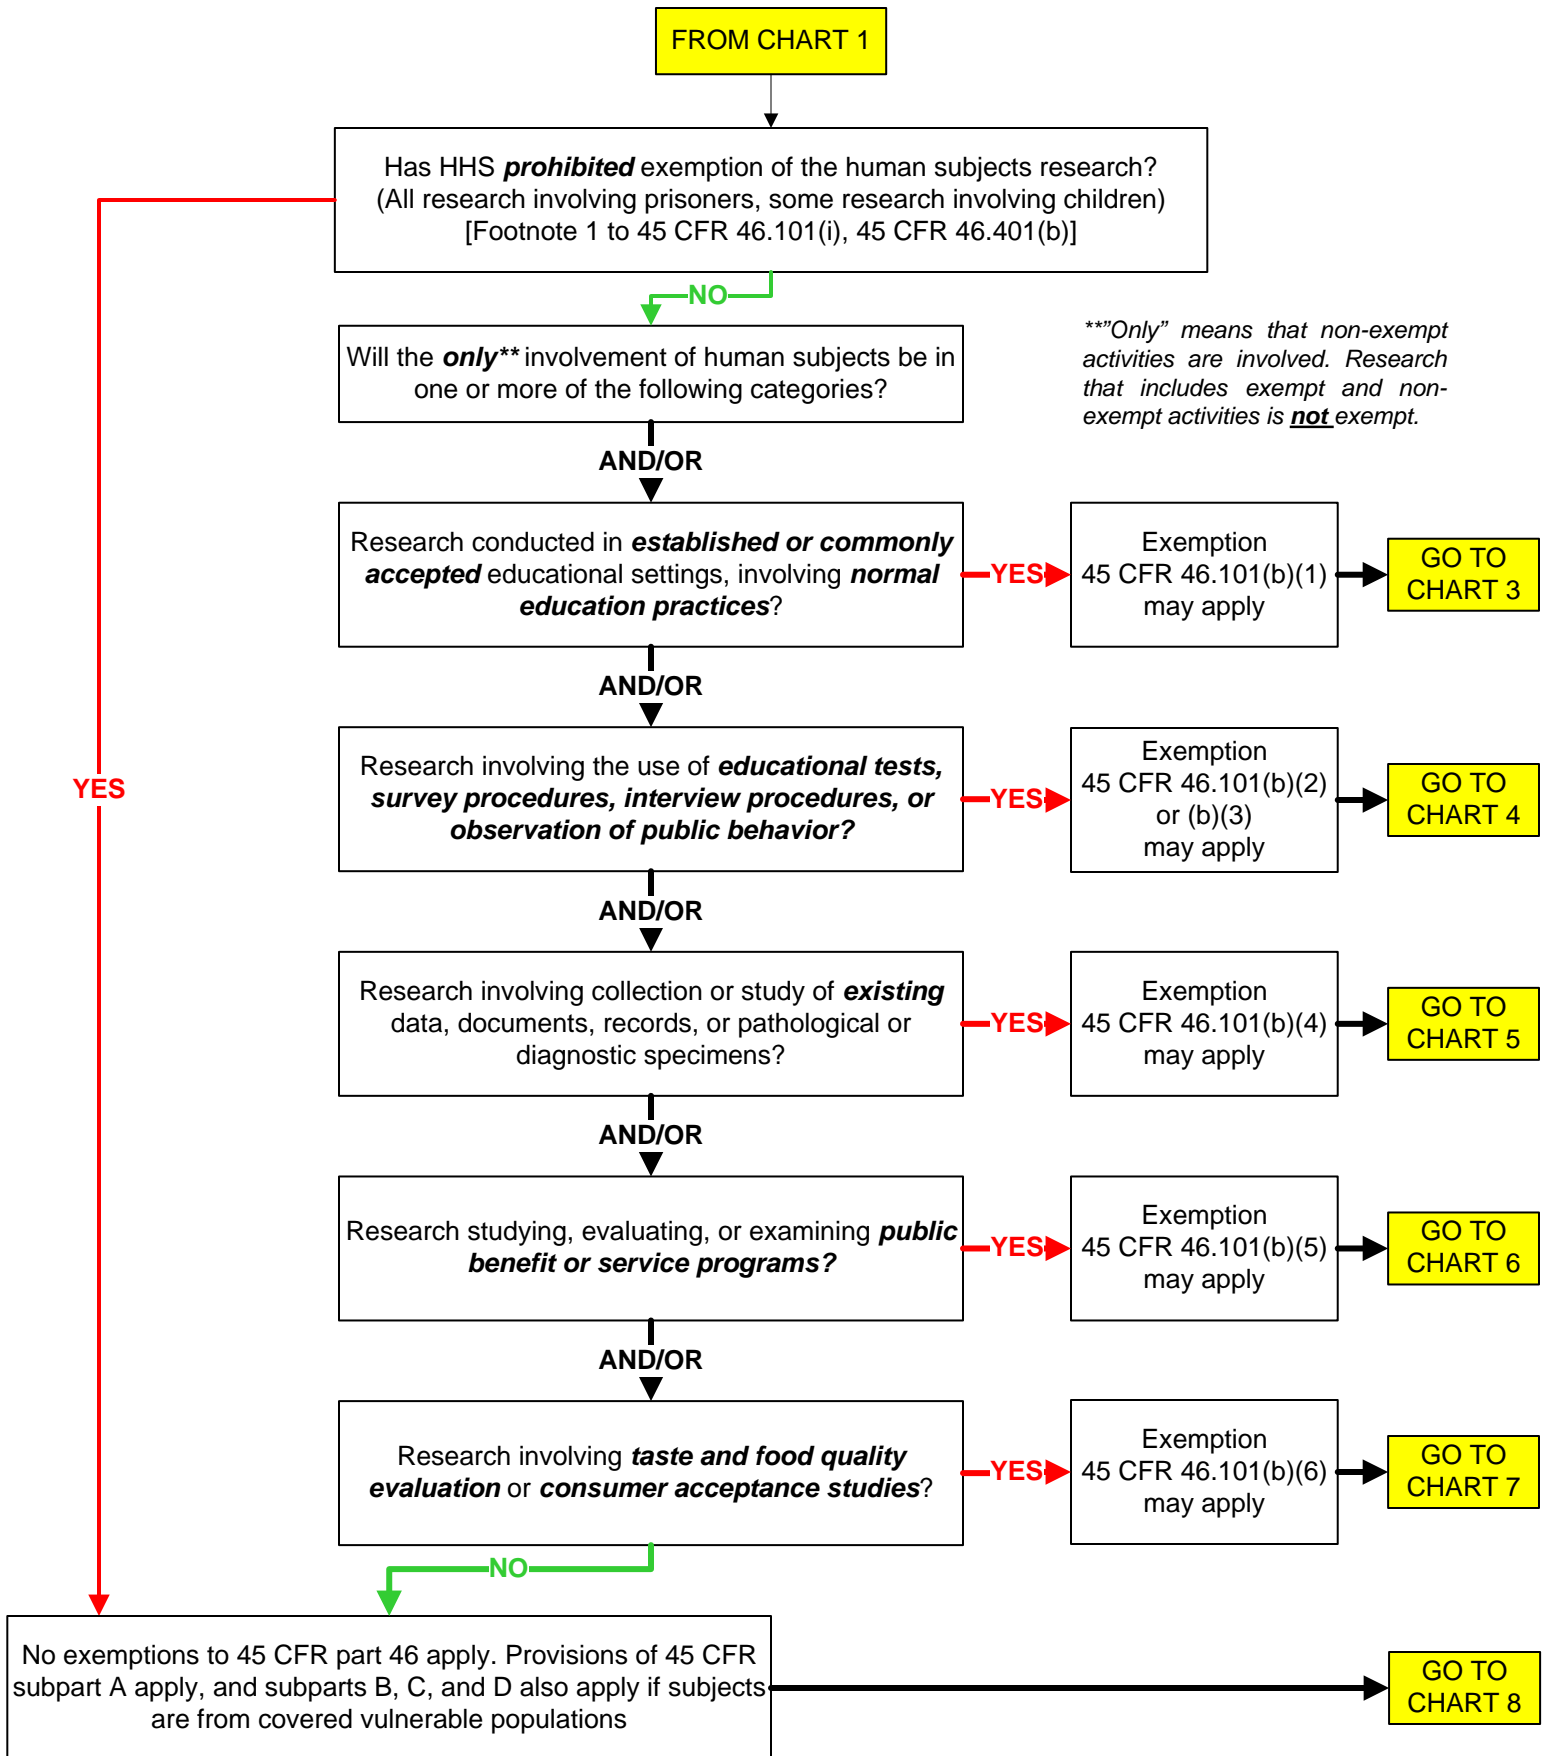 FROM CHART 1
Has HHS prohibited exemption of the human subjects research?
(All research involving prisoners, some research involving children)
[Footnote 1 to 45 CFR 46.101(i), 45 CFR 46.401(b)]
NO
Will the only** involvement of human subjects be in
one or more of the following categories?
**”Only” means that non-exempt
activities are involved. Research
that includes exempt and non-
exempt activities is not exempt.
AND/OR
Research conducted in established or commonly
accepted educational settings, involving normal
education practices?
YES
Exemption
45 CFR 46.101(b)(1)
may apply
GO TO
CHART 3
AND/OR
Research involving the use of educational tests,
survey procedures, interview procedures, or
observation of public behavior?
YES
Exemption
45 CFR 46.101(b)(2)
or (b)(3)
may apply
GO TO
CHART 4
YES
AND/OR
Research involving collection or study of existing
data, documents, records, or pathological or
diagnostic specimens?
YES
Exemption
45 CFR 46.101(b)(4)
may apply
GO TO
CHART 5
AND/OR
Research studying, evaluating, or examining public
benefit or service programs?
YES
Exemption
45 CFR 46.101(b)(5)
may apply
GO TO
CHART 6
AND/OR
Research involving taste and food quality
evaluation or consumer acceptance studies?
YES
Exemption
45 CFR 46.101(b)(6)
may apply
GO TO
CHART 7
NO
No exemptions to 45 CFR part 46 apply. Provisions of 45 CFR
subpart A apply, and subparts B, C, and D also apply if subjects
are from covered vulnerable populations
GO TO
CHART 8